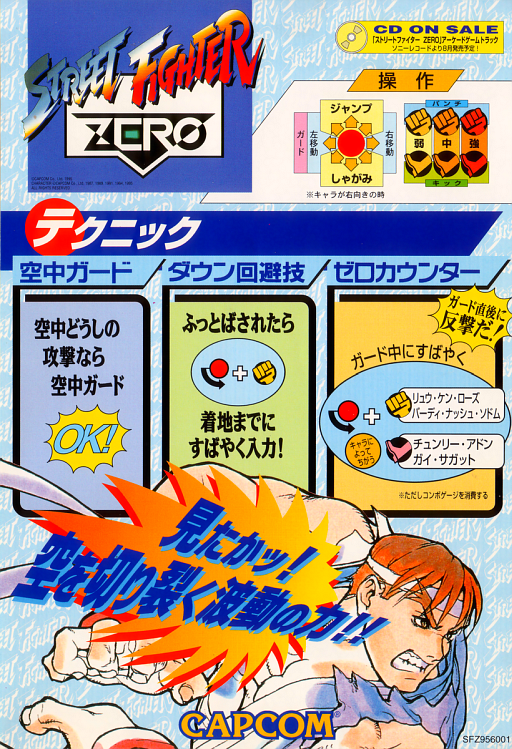 STREET FIGHTER
ZERO
CD ON SALE
「ストリートファイター ZERO」アーケードゲームトラック
ソニーレコードより8月発売予定!
操作
ジャンプ
ガード
左移動
右移動
しゃがみ
パンチ
弱 中 強
キック
※キャラが右向きの時
テクニック
空中ガード
空中どうしの
攻撃なら
空中ガード
OK!
ダウン回避技
ふっとばされたら
+
着地までに
すばやく入力!
ゼロカウンター
ガード直後に
反撃だ!
ガード中にすばやく
+
リュウ・ケン・ローズ
バーディ・ナッシュ・ソドム
キャラに
よって
ちがう
チュンリー・アドン
ガイ・サガット
※ただしコンボゲージを消費する
見たかッ!
空を切り裂く波動の力!!
CAPCOM
SFZ956001